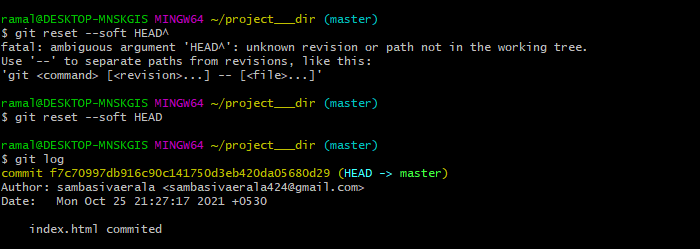 ramal@DESKTOP-MNSKGIS MINGW64 ~/project___dir (master)
$ git reset --soft HEAD^
fatal: ambiguous argument 'HEAD^': unknown revision or path not in the working tree.
Use '--' to separate paths from revisions, like this:
'git <command> [<revision>...] -- [<file>...]'
ramal@DESKTOP-MNSKGIS MINGW64 ~/project___dir (master)
$ git reset --soft HEAD
ramal@DESKTOP-MNSKGIS MINGW64 ~/project___dir (master)
$ git log
commit f7c70997db916c90c141750d3eb420da05680d29 (HEAD -> master)
Author: sambasivaerala <sambasivaerala424@gmail.com>
Date:   Mon Oct 25 21:27:17 2021 +0530
index.html commited